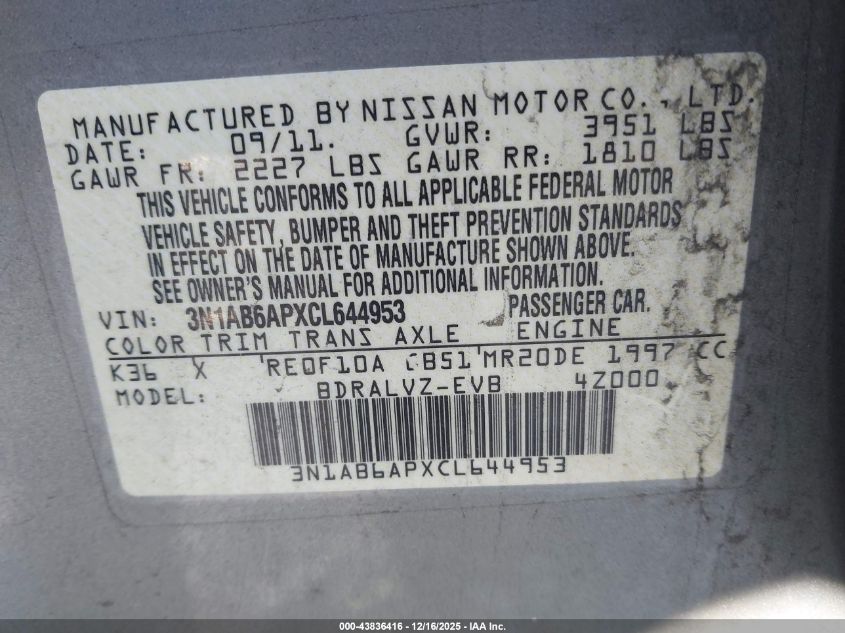 MANUFACTURED BY NISSAN MOTOR CO., LTD.
DATE: 09/11. GVWR: 3951 LBS
GAWR FR: 2227 LBS GAWR RR: 1810 LBS
THIS VEHICLE CONFORMS TO ALL APPLICABLE FEDERAL MOTOR
VEHICLE SAFETY, BUMPER AND THEFT PREVENTION STANDARDS
IN EFFECT ON THE DATE OF MANUFACTURE SHOWN ABOVE.
SEE OWNER'S MANUAL FOR ADDITIONAL INFORMATION.
VIN: 3N1AB6APXCL644953 PASSENGER CAR.
COLOR TRIM TRANS AXLE ENGINE
K36 X RE0F10A CB51 MR20DE 1997 CC
MODEL: BDRALVZ-EVB 4Z000
3N1AB6APXCL644953
000-43836416 - 12/16/2025 - IAA Inc.